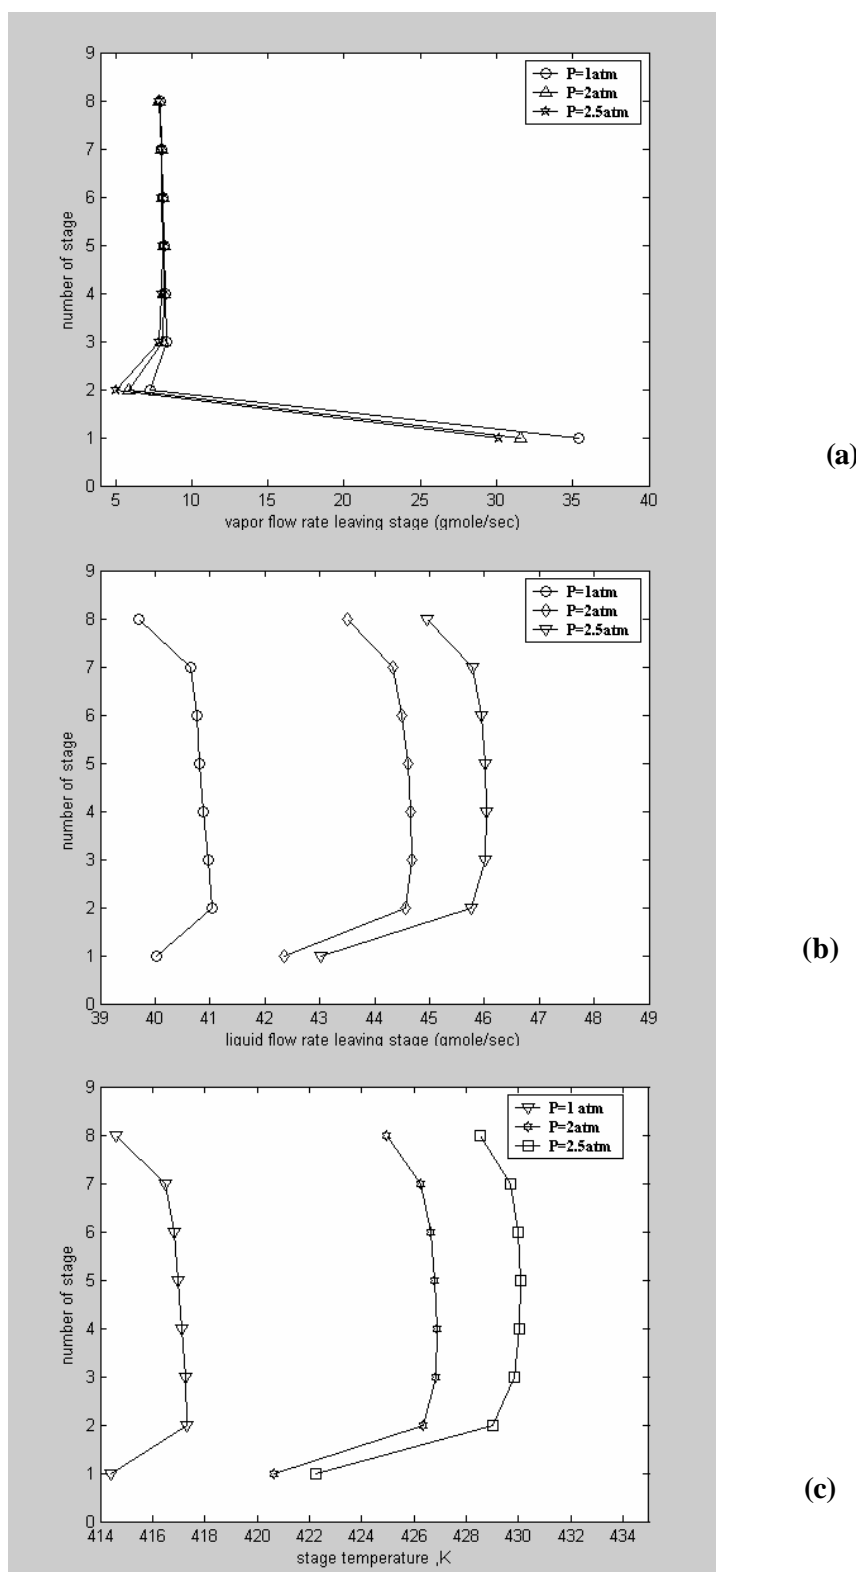 9
8
7
6
5
4
3
2
1
0
number of stage
P=1atm
P=2atm
P=2.5atm
5 10 15 20 25 30 35 40
vapor flow rate leaving stage (gmole/sec)
(a)
9
8
7
6
5
4
3
2
1
0
number of stage
P=1atm
P=2atm
P=2.5atm
39 40 41 42 43 44 45 46 47 48 49
liquid flow rate leaving stage (gmole/sec)
(b)
9
8
7
6
5
4
3
2
1
0
number of stage
P=1 atm
P=2atm
P=2.5atm
414 416 418 420 422 424 426 428 430 432 434
stage temperature ,K
(c)